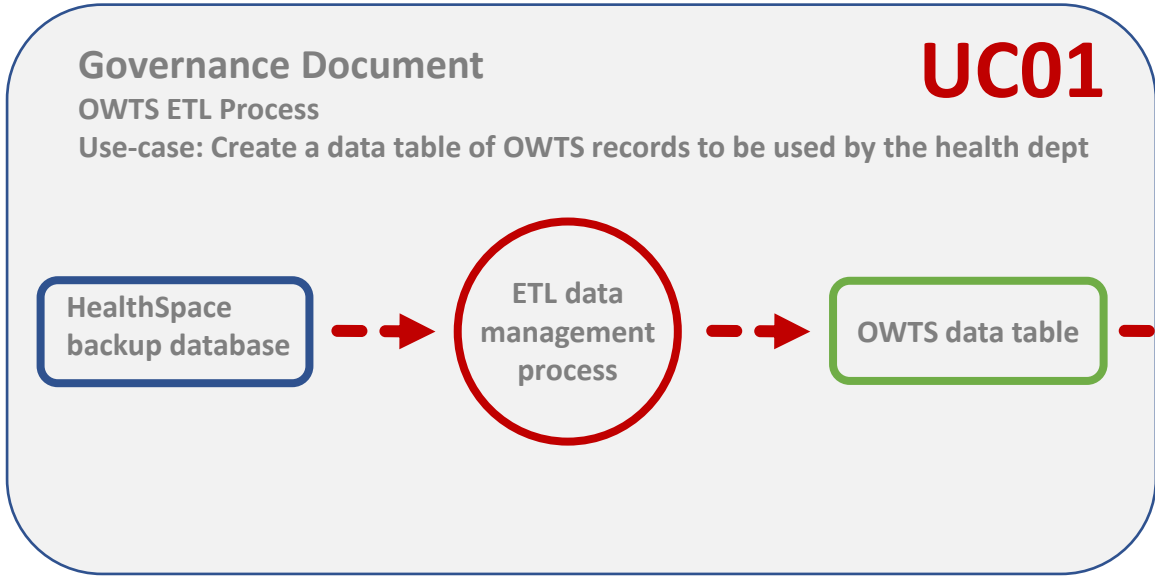 Governance Document
UC01
OWTS ETL Process
Use-case: Create a data table of OWTS records to be used by the health dept
HealthSpace
backup database
ETL data
management
process
OWTS data table